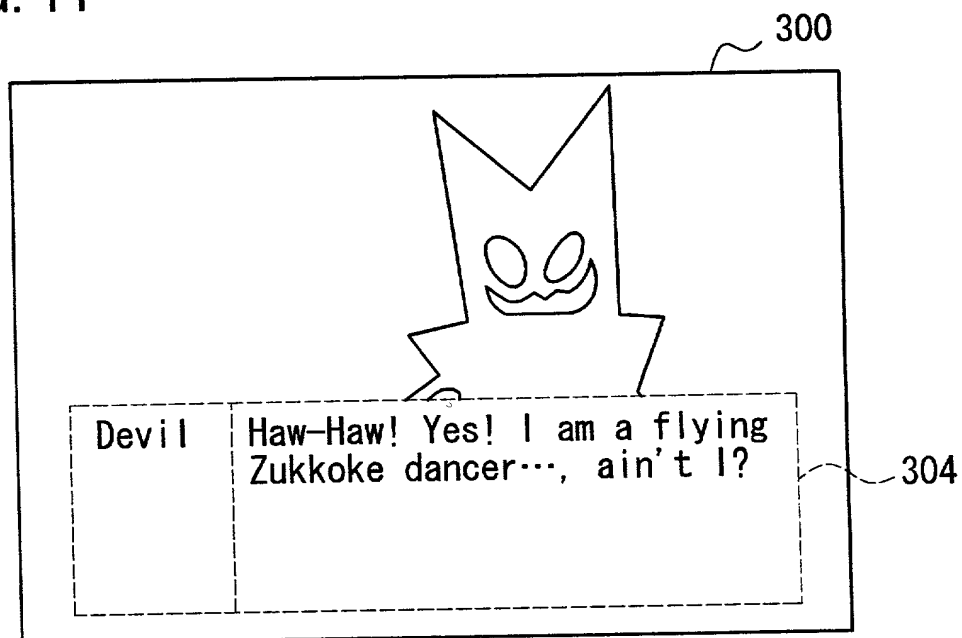 300
Devil
Haw-Haw! Yes! I am a flying
Zukkoke dancer…, ain't I?
304